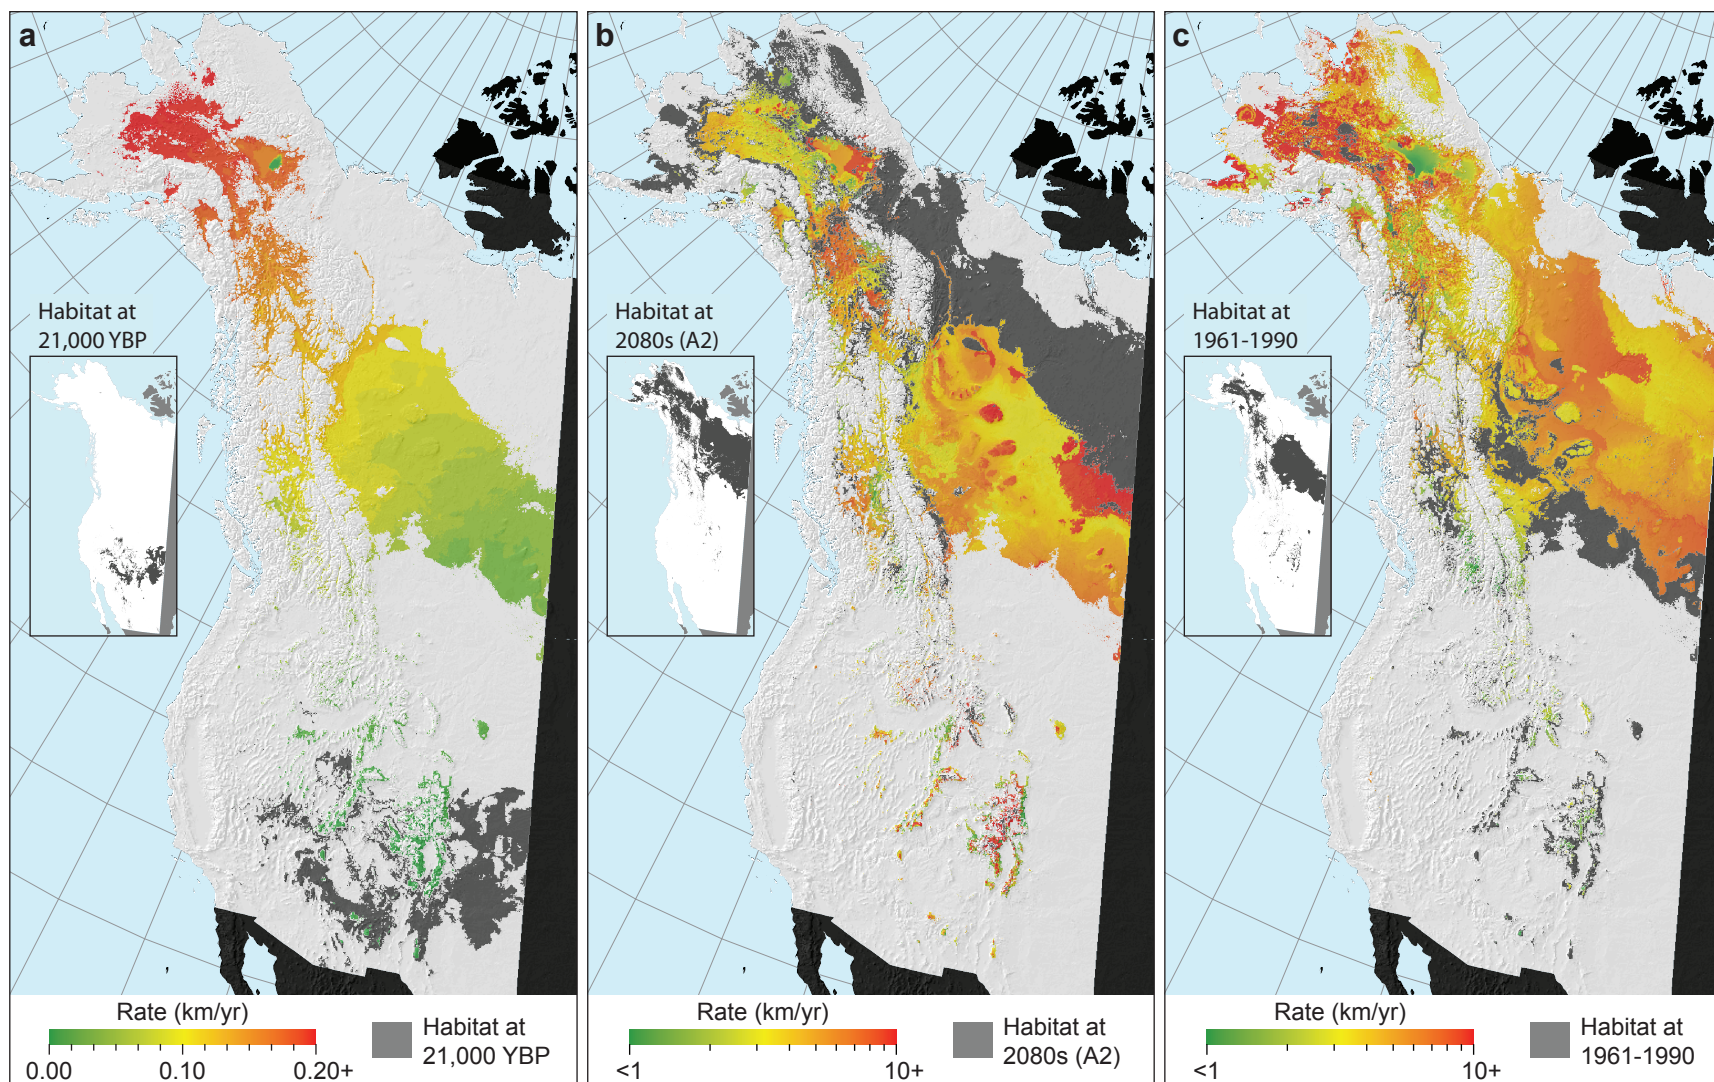 a
Habitat at
21,000 YBP
Rate (km/yr)
0.00
0.10
0.20+
Habitat at
21,000 YBP
b
Habitat at
2080s (A2)
Rate (km/yr)
<1
10+
Habitat at
2080s (A2)
c
Habitat at
1961-1990
Rate (km/yr)
<1
10+
Habitat at
1961-1990